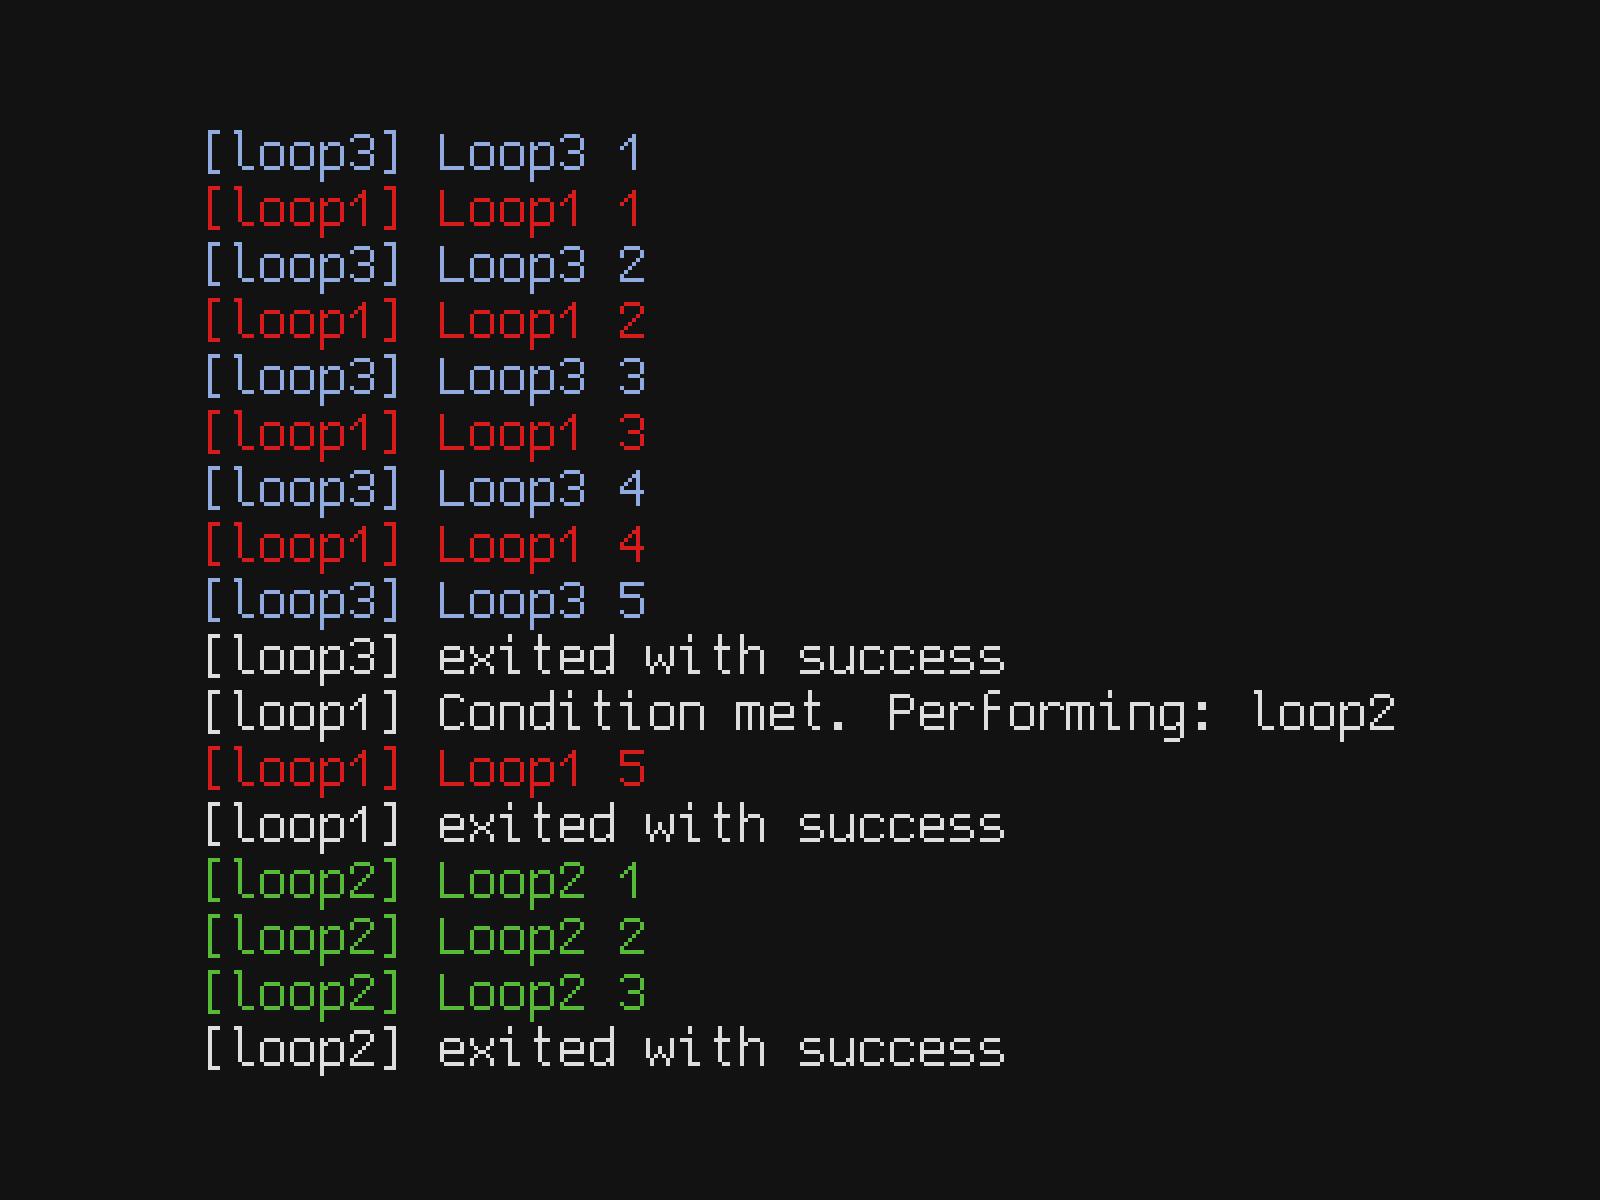 [loop3] Loop3 1
[loop1] Loop1 1
[loop3] Loop3 2
[loop1] Loop1 2
[loop3] Loop3 3
[loop1] Loop1 3
[loop3] Loop3 4
[loop1] Loop1 4
[loop3] Loop3 5
[loop3] exited with success
[loop1] Condition met. Performing: loop2
[loop1] Loop1 5
[loop1] exited with success
[loop2] Loop2 1
[loop2] Loop2 2
[loop2] Loop2 3
[loop2] exited with success